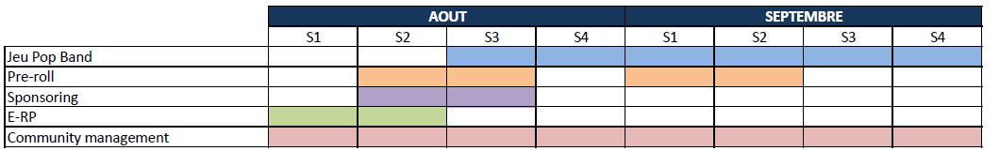 AOUT SEPTEMBRE
S1 S2 S3 S4 S1 S2 S3 S4
Jeu Pop Band
Pre-roll
Sponsoring
E-RP
Community management